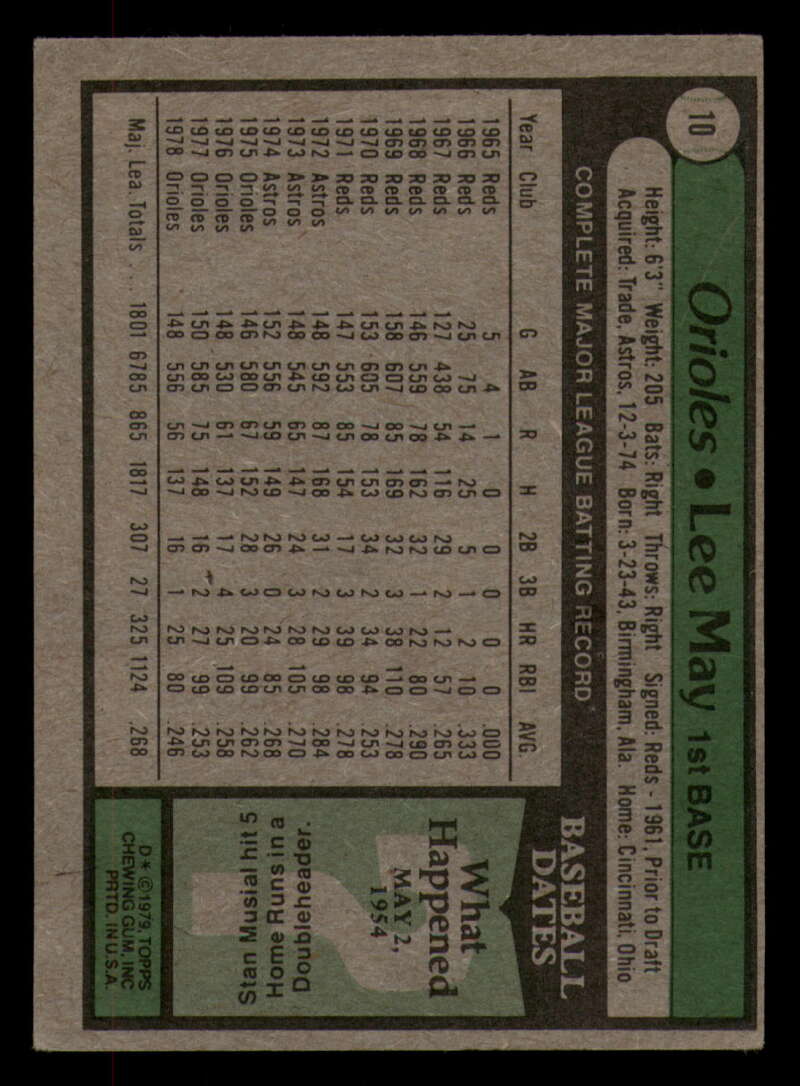 10
Orioles • Lee May 1st BASE
Height: 6'3" Weight: 205 Bats: Right Throws: Right Signed: Reds - 1961, Prior to Draft
Acquired: Trade, Astros, 12-3-74 Born: 3-23-43, Birmingham, Ala. Home: Cincinnati, Ohio
COMPLETE MAJOR LEAGUE BATTING RECORD
Year Club G AB R H 2B 3B HR RBI AVG.
1965 Reds 5 4 1 0 0 0 0 0 .000
1966 Reds 25 75 14 25 5 1 2 10 .333
1967 Reds 127 438 54 116 29 2 12 57 .265
1968 Reds 146 559 78 162 32 1 22 80 .290
1969 Reds 158 607 85 169 32 3 38 110 .278
1970 Reds 153 605 78 153 34 2 34 94 .253
1971 Reds 147 553 85 154 17 3 39 98 .278
1972 Astros 148 592 87 168 31 2 29 98 .284
1973 Astros 148 545 65 147 24 3 28 105 .270
1974 Astros 152 556 59 149 26 0 24 85 .268
1975 Orioles 146 580 67 152 28 3 20 99 .262
1976 Orioles 148 530 61 137 17 4 25 109 .258
1977 Orioles 150 585 75 148 16 2 27 99 .253
1978 Orioles 148 556 56 137 16 1 25 80 .246
Maj. Lea. Totals . . . 1801 6785 865 1817 307 27 325 1124 .268
BASEBALL
DATES
What
Happened
MAY 2,
1954
?
Stan Musial hit 5
Home Runs in a
Doubleheader.
D* ©1979, TOPPS
CHEWING GUM, INC
PRTD. IN U.S.A.